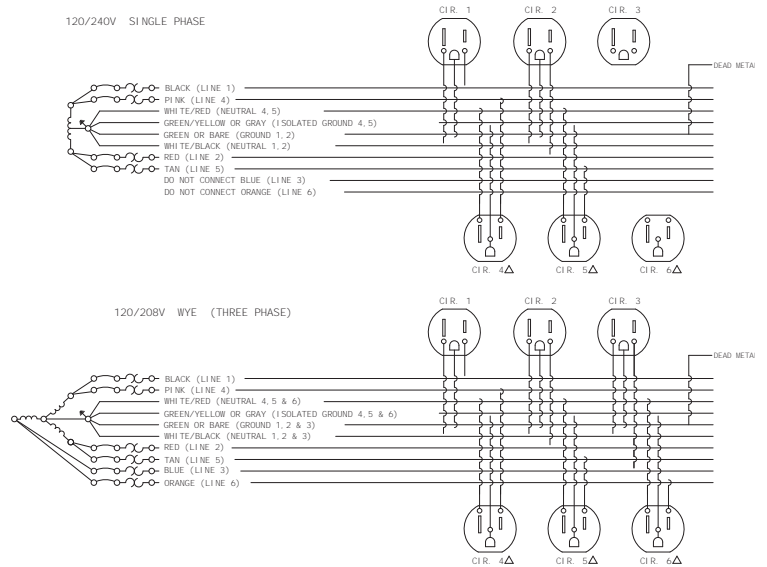 CIR. 1 CIR. 2 CIR. 3
120/240V SINGLE PHASE
DEAD META
BLACK (LINE 1)
PINK (LINE 4)
WHITE/RED (NEUTRAL 4,5)
GREEN/YELLOW OR GRAY (ISOLATED GROUND 4,5)
GREEN OR BARE (GROUND 1,2)
WHITE/BLACK (NEUTRAL 1,2)
RED (LINE 2)
TAN (LINE 5)
DO NOT CONNECT BLUE (LINE 3)
DO NOT CONNECT ORANGE (LINE 6)
CIR. 4 CIR. 5 CIR. 6
CIR. 1 CIR. 2 CIR. 3
120/208V WYE (THREE PHASE)
DEAD META
BLACK (LINE 1)
PINK (LINE 4)
WHITE/RED (NEUTRAL 4,5 & 6)
GREEN/YELLOW OR GRAY (ISOLATED GROUND 4,5 & 6)
GREEN OR BARE (GROUND 1,2 & 3)
WHITE/BLACK (NEUTRAL 1,2 & 3)
RED (LINE 2)
TAN (LINE 5)
BLUE (LINE 3)
ORANGE (LINE 6)
CIR. 4 CIR. 5 CIR. 6